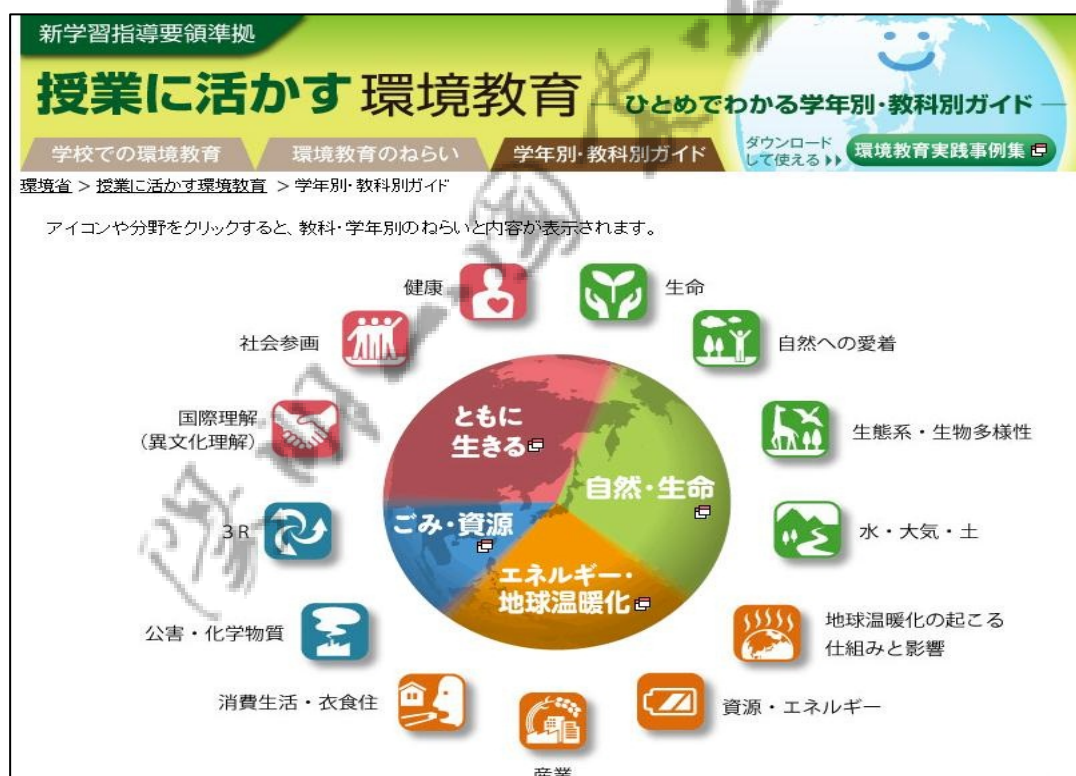 新学習指導要領準拠
授業に活かす環境教育
ひとめでわかる学年別・教科別ガイド
学校での環境教育
環境教育のねらい
学年別・教科別ガイド
ダウンロード
して使える
環境教育実践事例集
環境省 > 授業に活かす環境教育 > 学年別・教科別ガイド
アイコンや分野をクリックすると、教科・学年別のねらいと内容が表示されます。
健康
生命
社会参画
自然への愛着
国際理解
(異文化理解)
ともに
生きる
生態系・生物多様性
自然・生命
3R
ごみ・資源
水・大気・土
エネルギー・
地球温暖化
公害・化学物質
地球温暖化の起こる
仕組みと影響
消費生活・衣食住
資源・エネルギー
産業